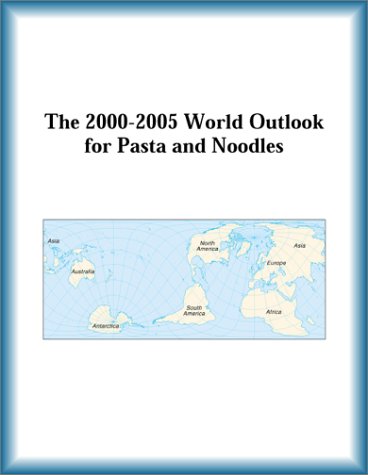 The 2000-2005 World Outlook
for Pasta and Noodles
Asia
North
America
Asia
Australia
Europe
South
America
Africa
Antarctica